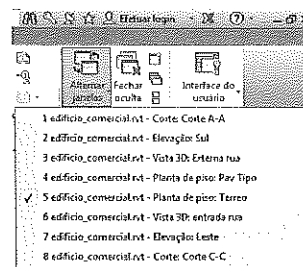 Efetuar login
Alternar Fechar Interface do
janelas oculta usuário
1 edificio_comercial.rvt - Corte: Corte A-A
2 edificio_comercial.rvt - Elevação: Sul
3 edificio_comercial.rvt - Vista 3D: Externa rua
4 edificio_comercial.rvt - Planta de piso: Pav Tipo
5 edificio_comercial.rvt - Planta de piso: Terreo
6 edificio_comercial.rvt - Vista 3D: entrada rua
7 edificio_comercial.rvt - Elevação: Leste
8 edificio_comercial.rvt - Corte: Corte C-C